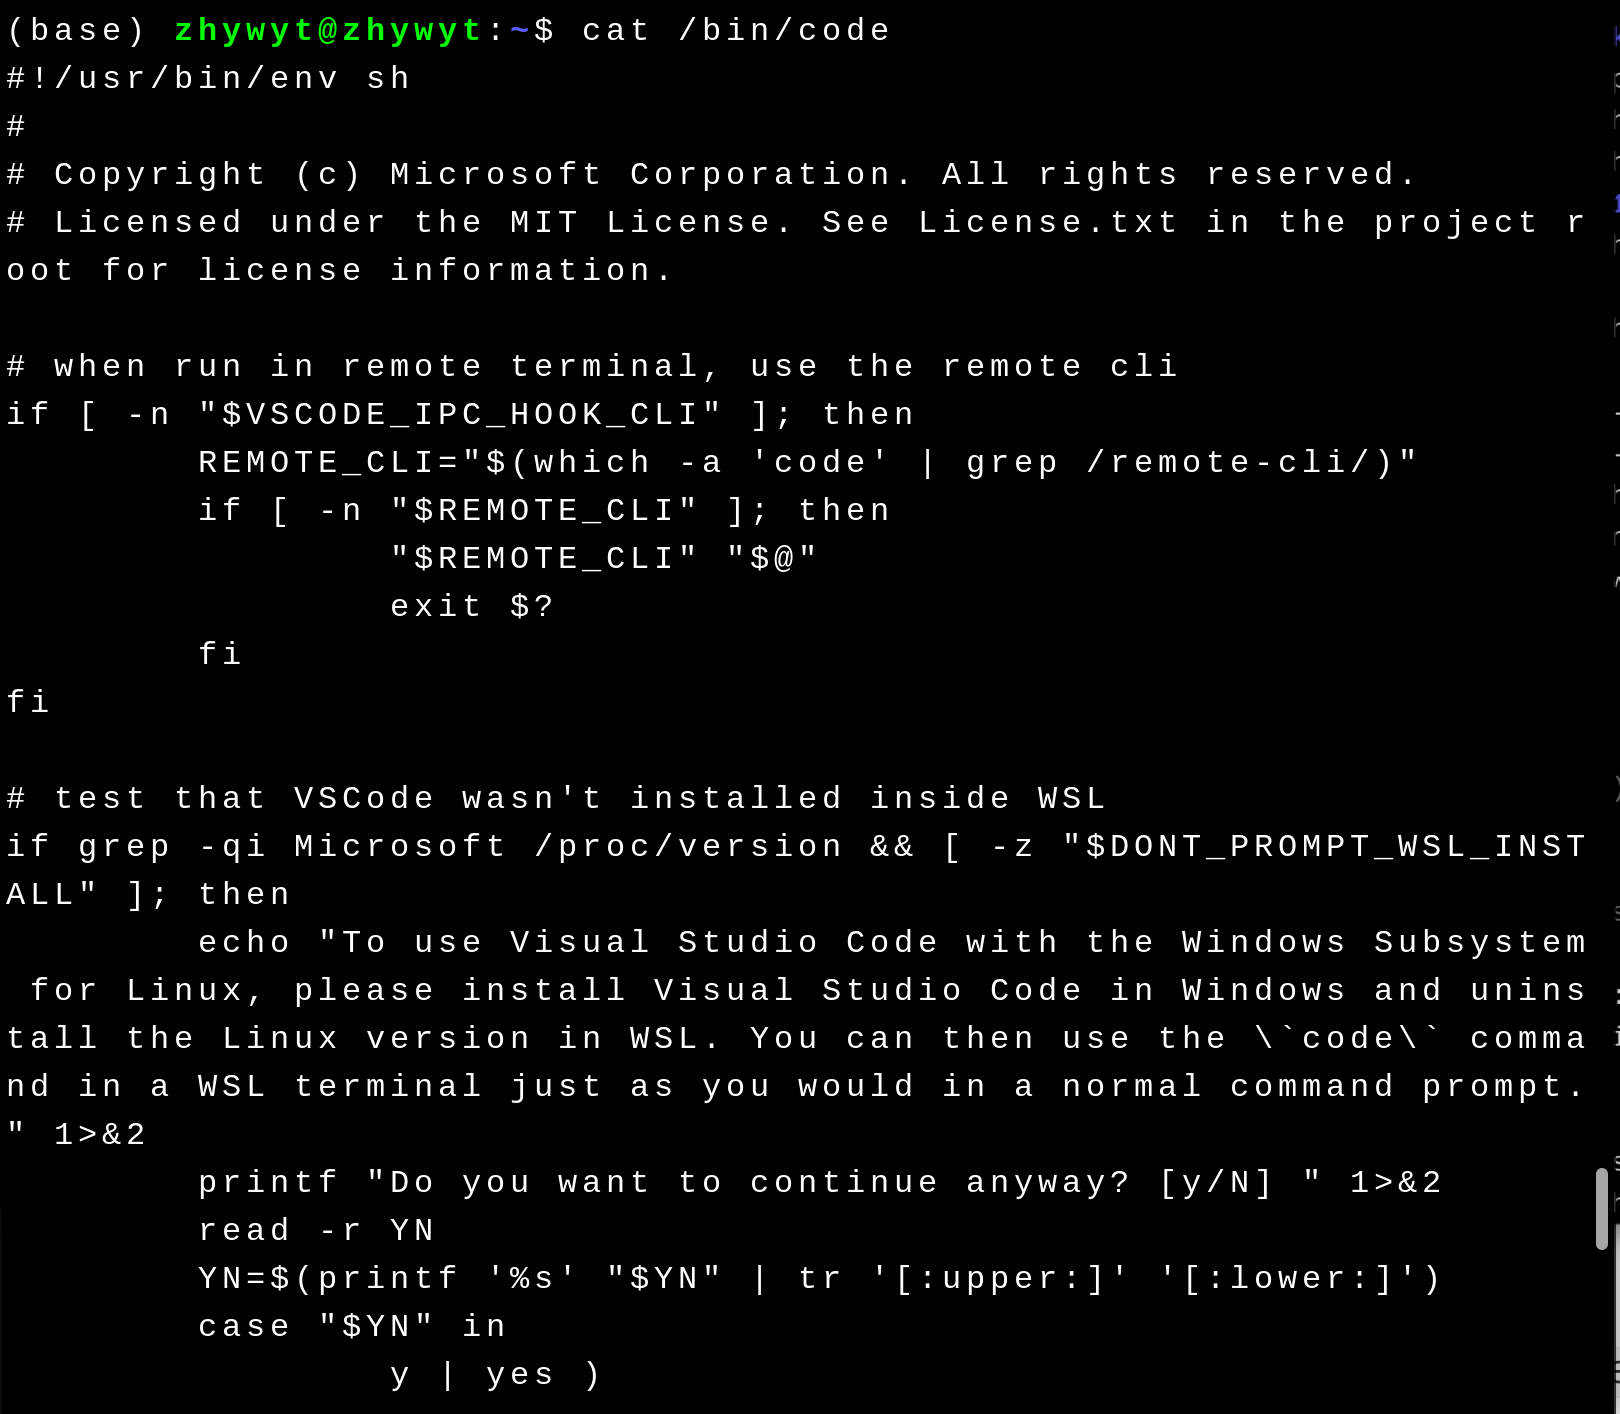 (base) zhywyt@zhywyt:~$ cat /bin/code
#!/usr/bin/env sh
#
# Copyright (c) Microsoft Corporation. All rights reserved.
# Licensed under the MIT License. See License.txt in the project r
oot for license information.

# when run in remote terminal, use the remote cli
if [ -n "$VSCODE_IPC_HOOK_CLI" ]; then
        REMOTE_CLI="$(which -a 'code' | grep /remote-cli/)"
        if [ -n "$REMOTE_CLI" ]; then
                "$REMOTE_CLI" "$@"
                exit $?
        fi
fi

# test that VSCode wasn't installed inside WSL
if grep -qi Microsoft /proc/version && [ -z "$DONT_PROMPT_WSL_INST
ALL" ]; then
        echo "To use Visual Studio Code with the Windows Subsystem
 for Linux, please install Visual Studio Code in Windows and unins
tall the Linux version in WSL. You can then use the \`code\` comma
nd in a WSL terminal just as you would in a normal command prompt.
" 1>&2
        printf "Do you want to continue anyway? [y/N] " 1>&2
        read -r YN
        YN=$(printf '%s' "$YN" | tr '[:upper:]' '[:lower:]')
        case "$YN" in
                y | yes )